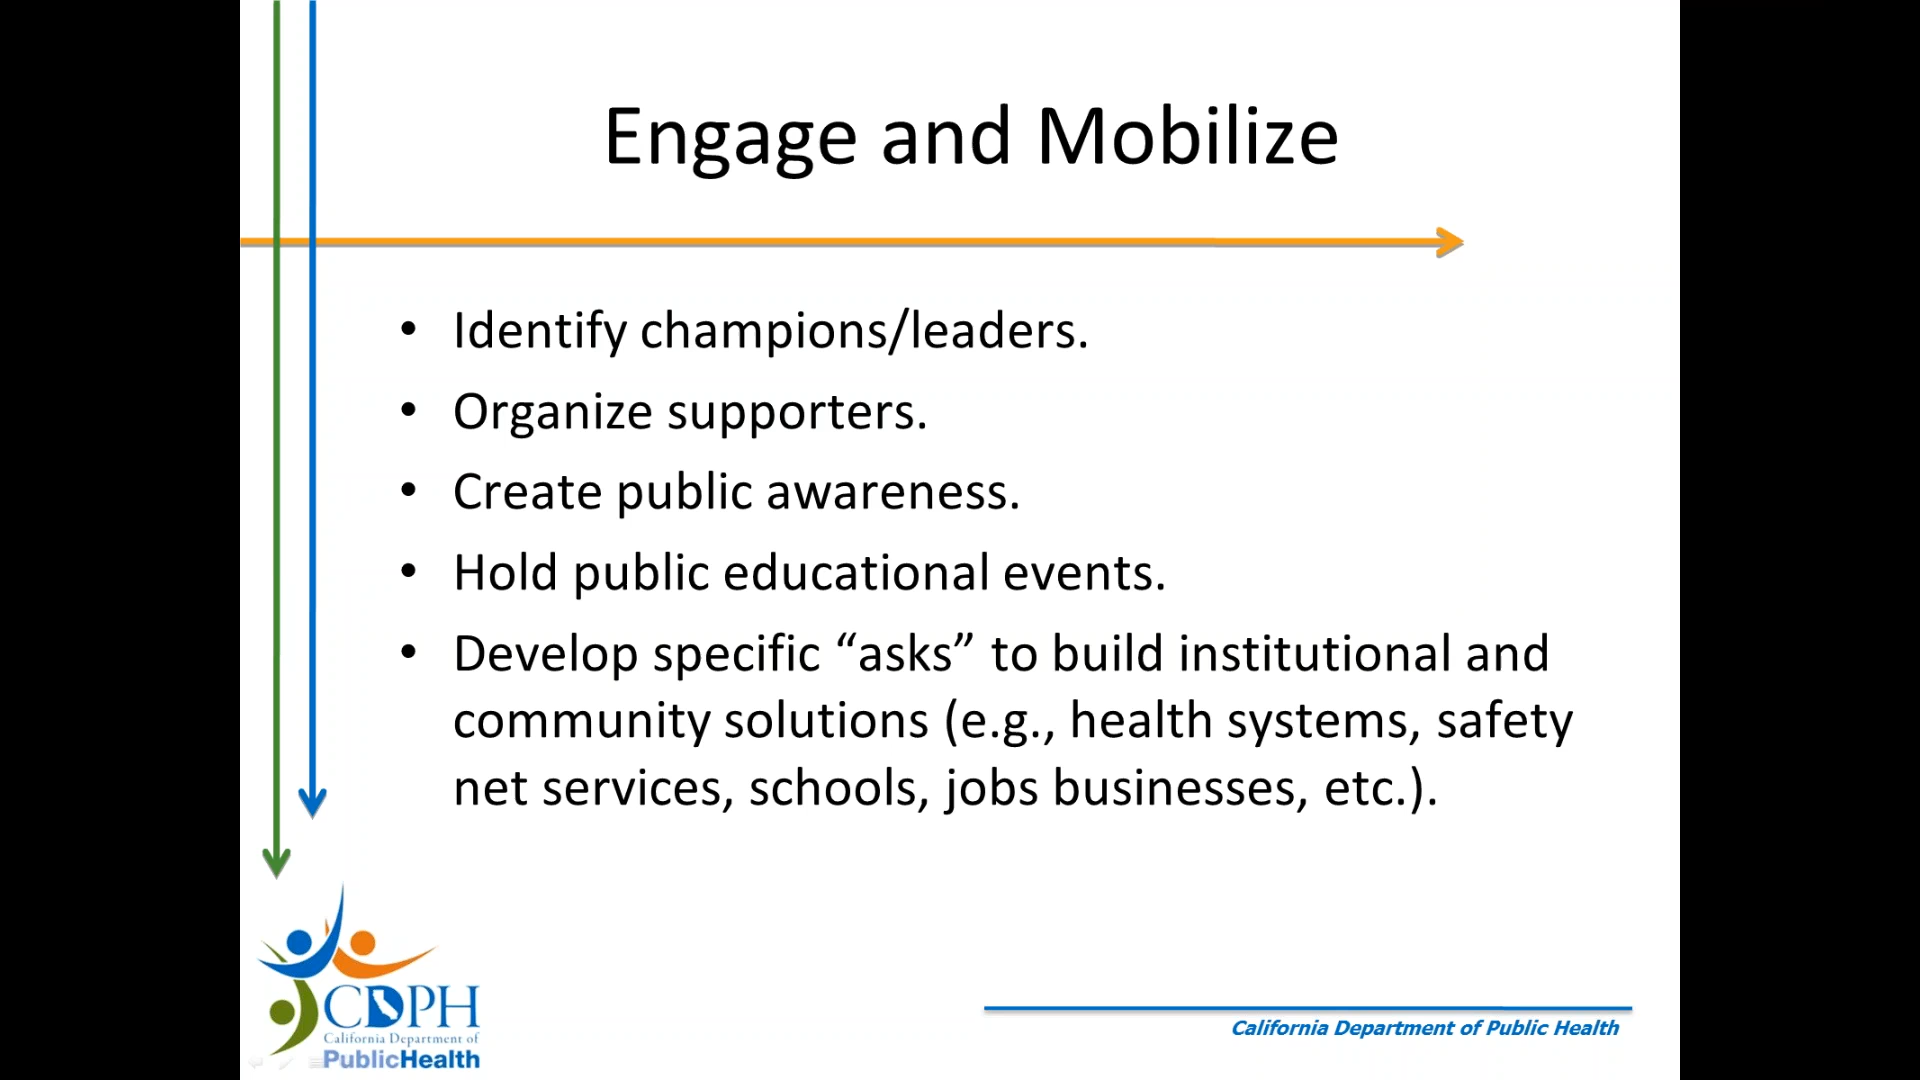 Engage and Mobilize
• Identify champions/leaders.
• Organize supporters.
• Create public awareness.
• Hold public educational events.
• Develop specific “asks” to build institutional and
community solutions (e.g., health systems, safety
net services, schools, jobs businesses, etc.).
CDPH
California Department of
PublicHealth
California Department of Public Health